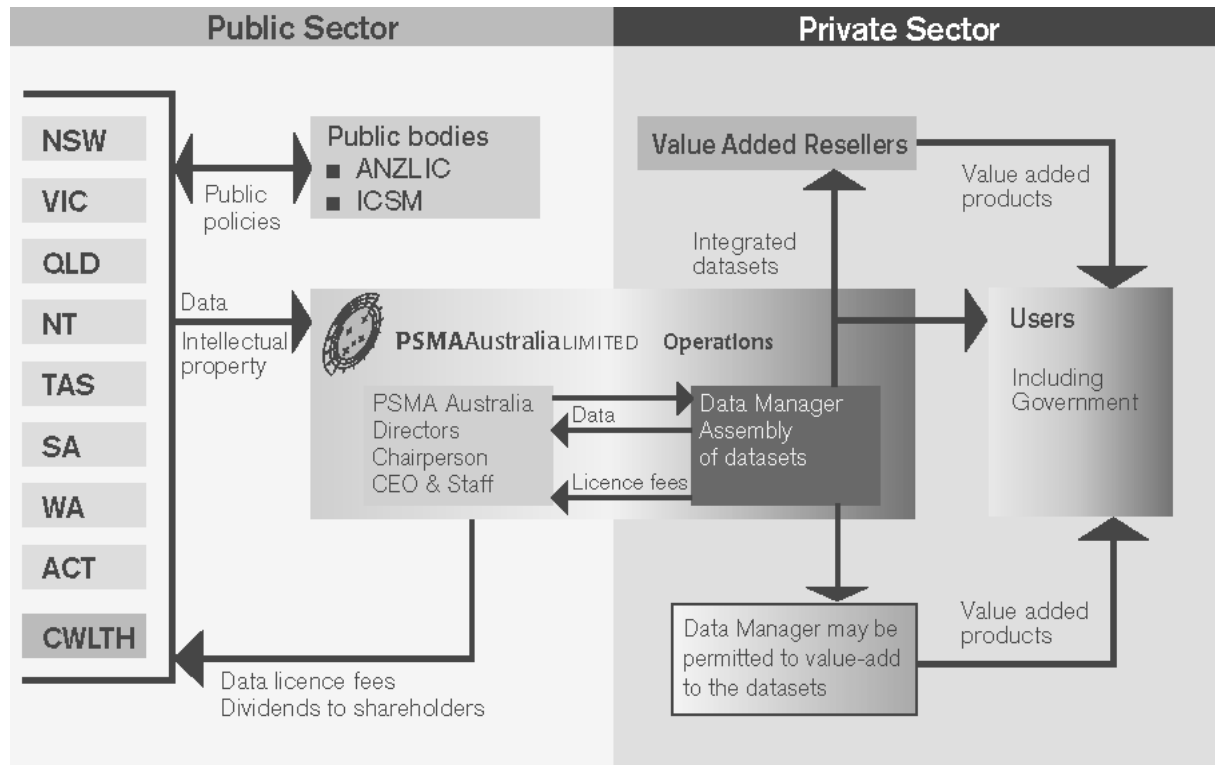 Public Sector
Private Sector
NSW
VIC
QLD
NT
TAS
SA
WA
ACT
CWLTH
Public bodies
■ ANZLIC
■ ICSM
Public
policies
Data
Intellectual
property
PSMAAustraliaLIMITED Operations
PSMA Australia
Directors
Chairperson
CEO & Staff
Data
Licence fees
Data Manager
Assembly
of datasets
Data licence fees
Dividends to shareholders
Value Added Resellers
Integrated
datasets
Value added
products
Users
Including
Government
Data Manager may be
permitted to value-add
to the datasets
Value added
products